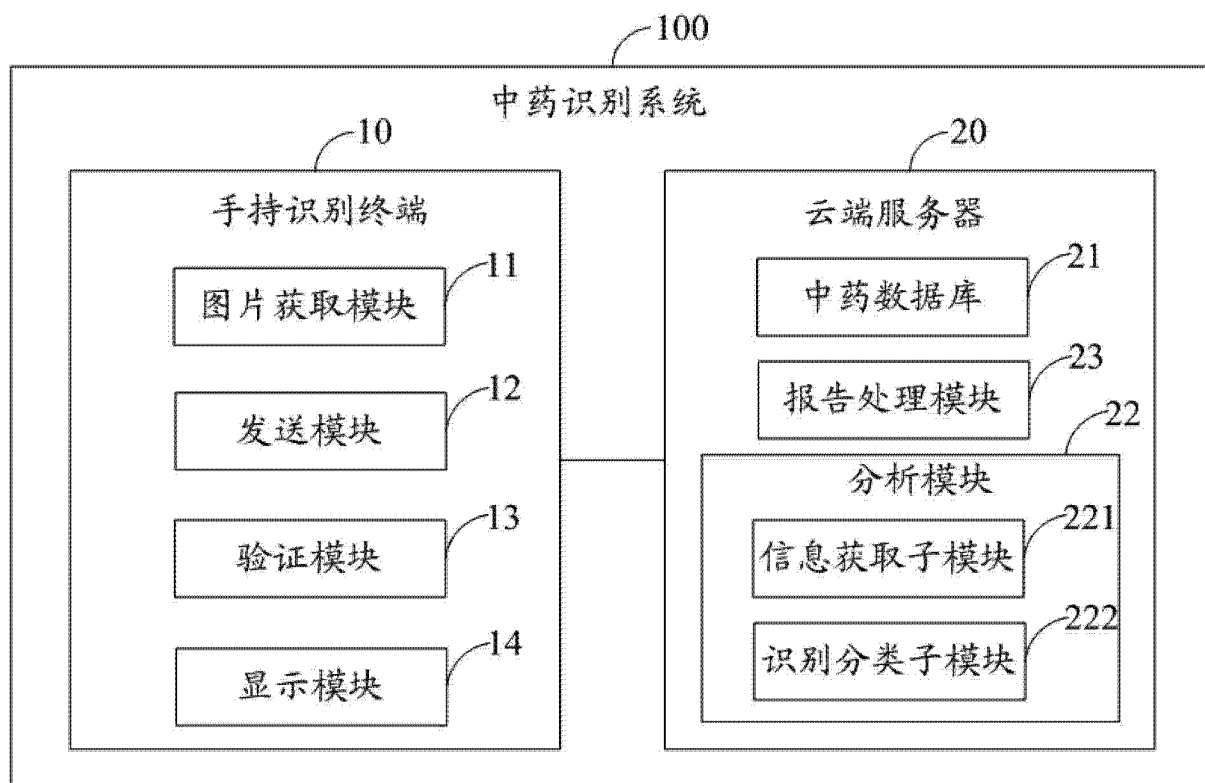 100
中药识别系统
10
手持识别终端
图片获取模块
11
发送模块
12
验证模块
13
显示模块
14
20
云端服务器
中药数据库
21
报告处理模块
23
22
分析模块
信息获取子模块
221
识别分类子模块
222